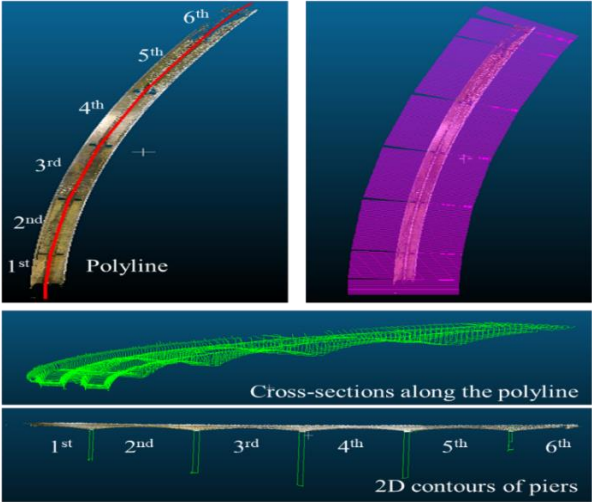 6th
5th
4th
3rd
2nd
1st
Polyline
Cross-sections along the polyline
1st 2nd 3rd 4th 5th 6th
2D contours of piers